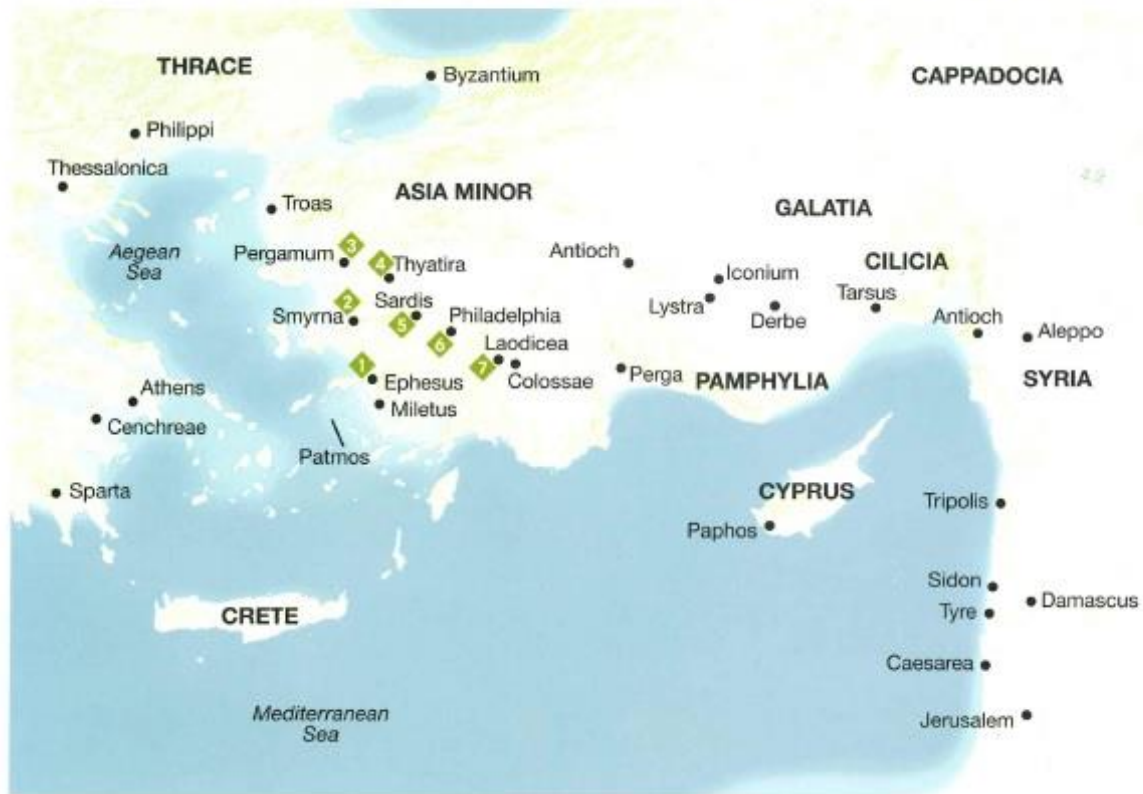 THRACE
Byzantium
CAPPADOCIA
Philippi
Thessalonica
ASIA MINOR
Troas
GALATIA
Aegean
Sea
Pergamum
3
4
Thyatira
Antioch
CILICIA
Iconium
Lystra
Tarsus
Derbe
2
Smyrna
Sardis
5
Philadelphia
6
Antioch
Aleppo
Laodicea
7
Colossae
1
Ephesus
Miletus
Perga
PAMPHYLIA
SYRIA
Athens
Cenchreae
Patmos
Sparta
CYPRUS
Paphos
Tripolis
Sidon
Damascus
Tyre
CRETE
Caesarea
Mediterranean
Sea
Jerusalem